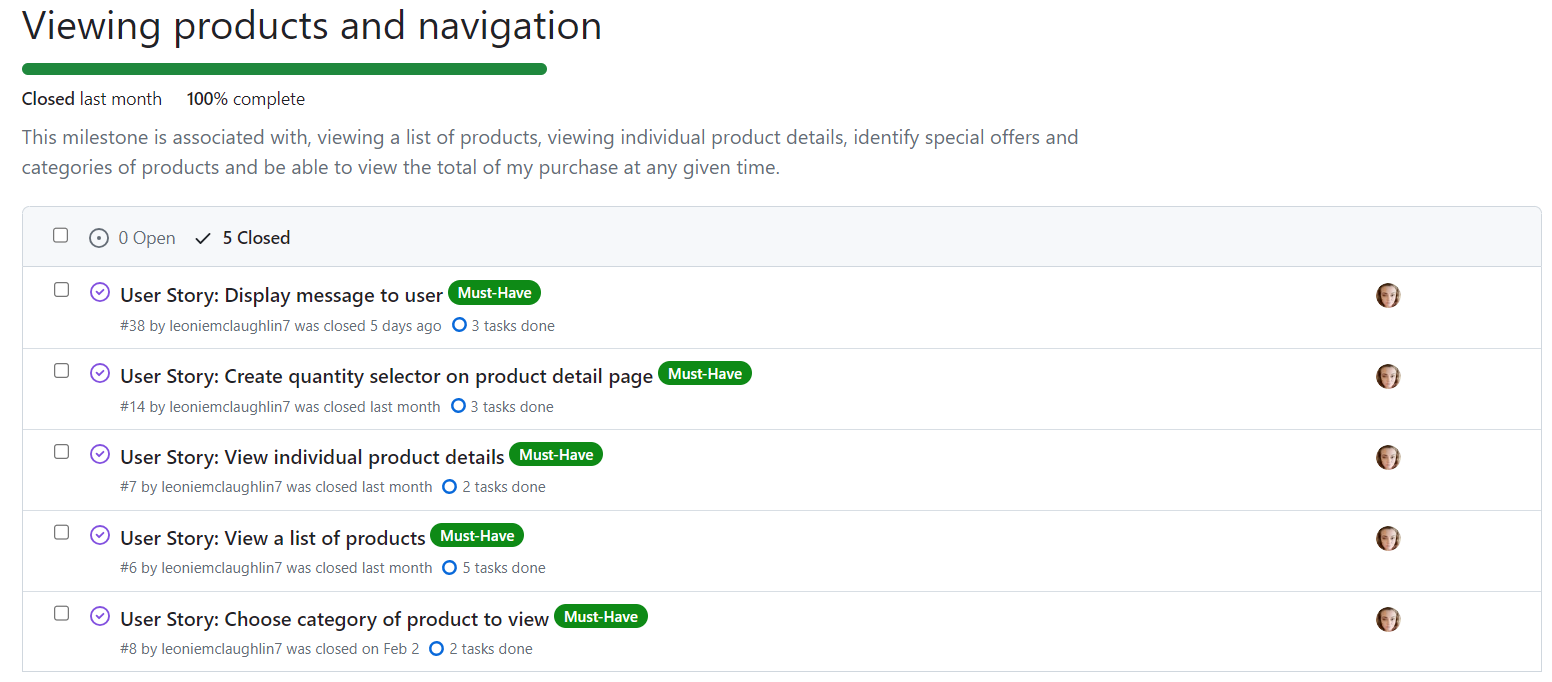 Viewing products and navigation
Closed last month 100% complete
This milestone is associated with, viewing a list of products, viewing individual product details, identify special offers and
categories of products and be able to view the total of my purchase at any given time.
0 Open 5 Closed
User Story: Display message to user Must-Have
#38 by leoniemclaughlin7 was closed 5 days ago 3 tasks done
User Story: Create quantity selector on product detail page Must-Have
#14 by leoniemclaughlin7 was closed last month 3 tasks done
User Story: View individual product details Must-Have
#7 by leoniemclaughlin7 was closed last month 2 tasks done
User Story: View a list of products Must-Have
#6 by leoniemclaughlin7 was closed last month 5 tasks done
User Story: Choose category of product to view Must-Have
#8 by leoniemclaughlin7 was closed on Feb 2 2 tasks done